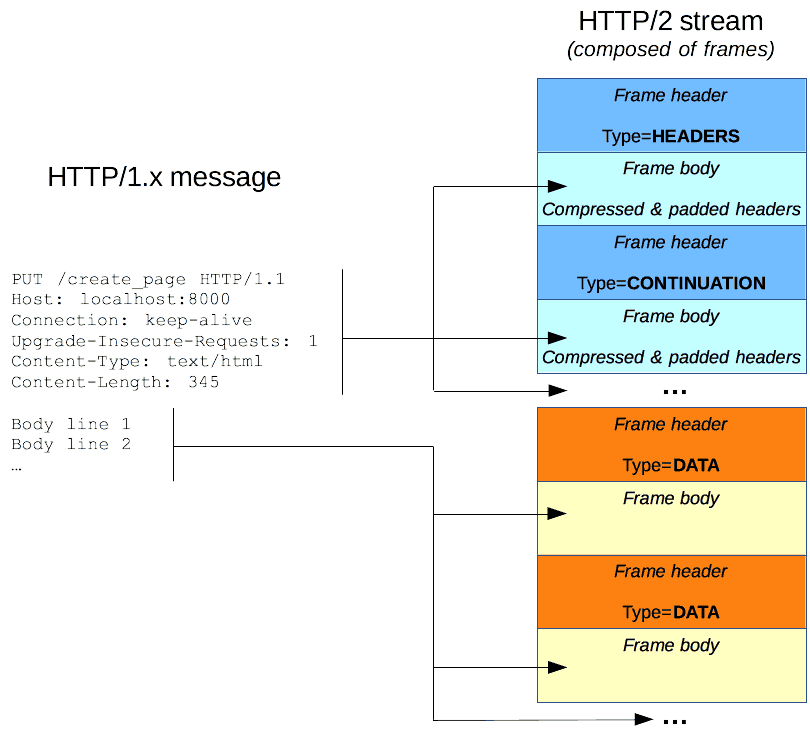 HTTP/2 stream
(composed of frames)
HTTP/1.x message
PUT /create_page HTTP/1.1
Host: localhost:8000
Connection: keep-alive
Upgrade-Insecure-Requests: 1
Content-Type: text/html
Content-Length: 345
Body line 1
Body line 2
…
Frame header
Type=HEADERS
Frame body
Compressed & padded headers
Frame header
Type=CONTINUATION
Frame body
Compressed & padded headers
...
Frame header
Type=DATA
Frame body
Frame header
Type=DATA
Frame body
...